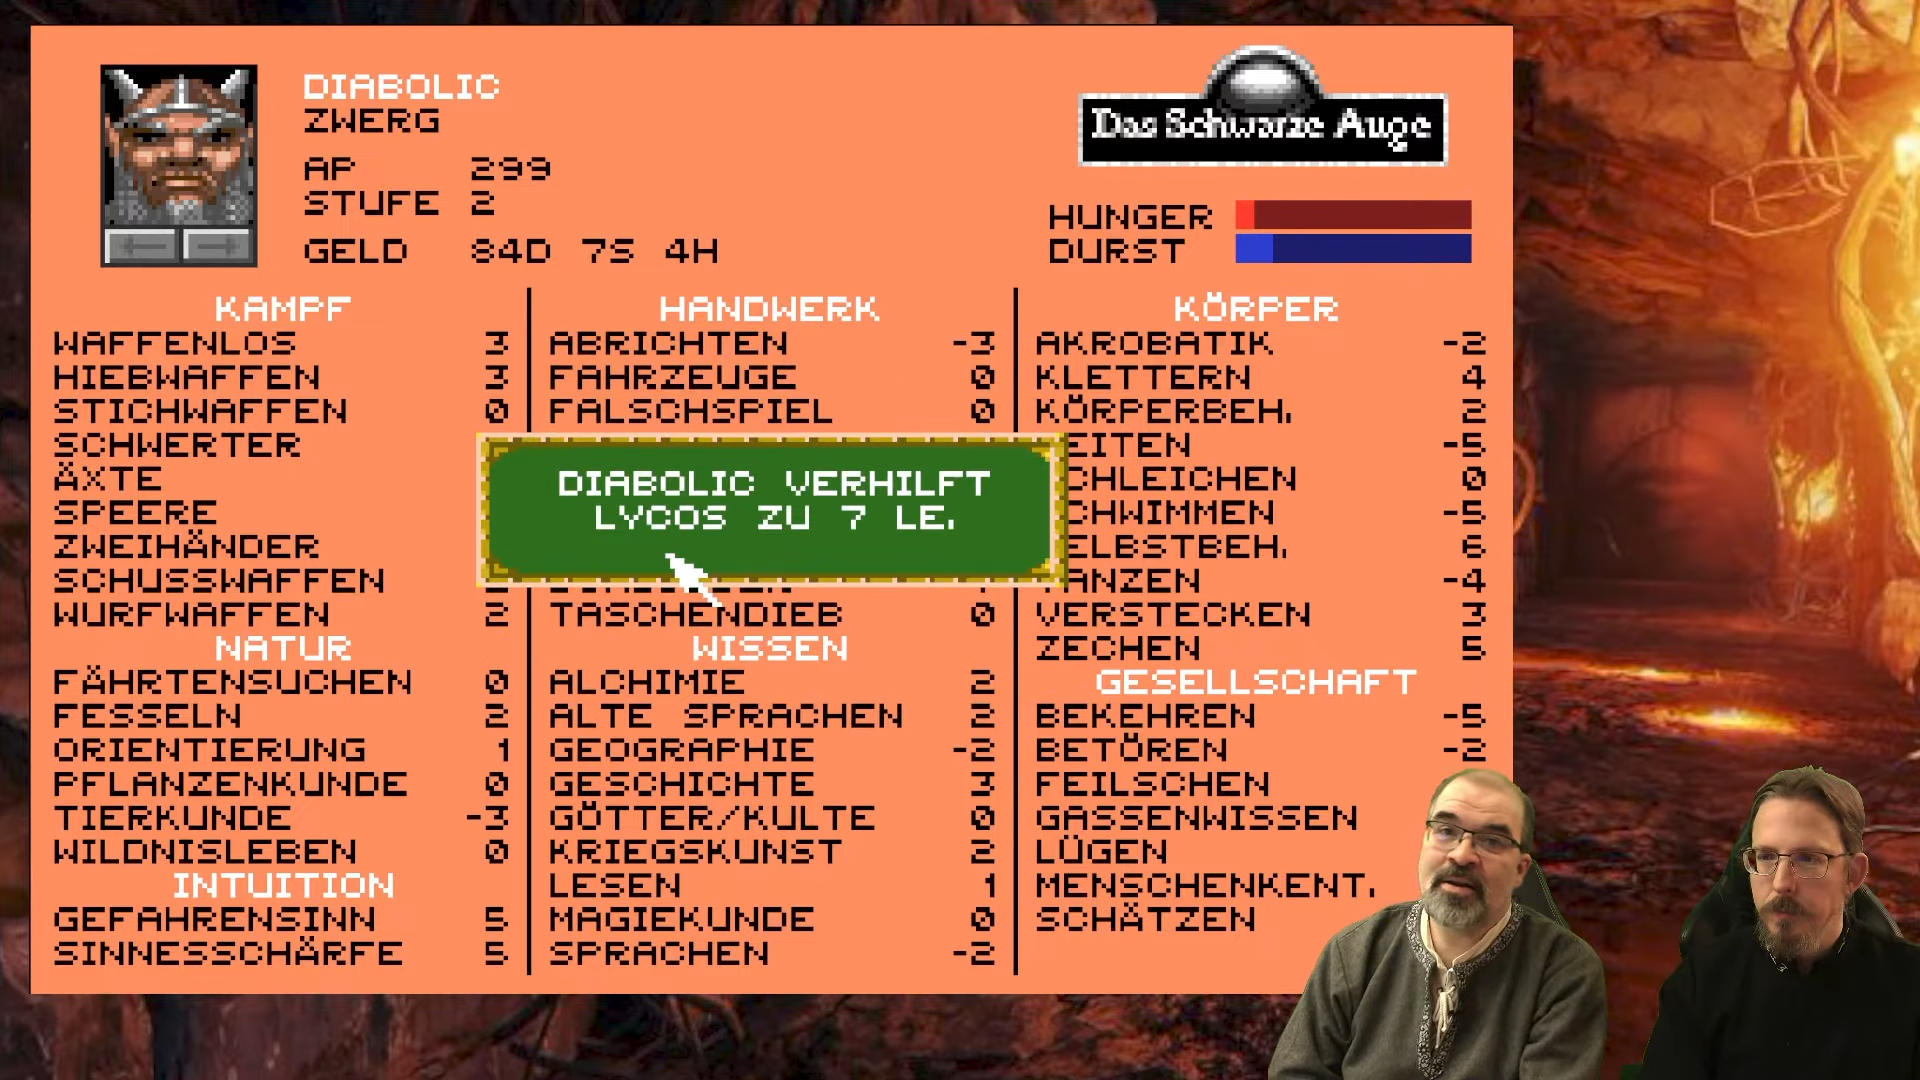 DIABOLIC
ZWERG
AP 299
STUFE 2
GELD 84D 7S 4H
Das Schwarze Auge
HUNGER
DURST
KAMPF
WAFFENLOS 3
HIEBWAFFEN 3
STICHWAFFEN 0
SCHWERTER
ÄXTE
SPEERE
ZWEIHÄNDER
SCHUSSWAFFEN
WURFWAFFEN 2
NATUR
FÄHRTENSUCHEN 0
FESSELN 2
ORIENTIERUNG 1
PFLANZENKUNDE 0
TIERKUNDE -3
WILDNISLEBEN 0
INTUITION
GEFAHRENSINN 5
SINNESSCHÄRFE 5
HANDWERK
ABRICHTEN -3
FAHRZEUGE 0
FALSCHSPIEL 0
DIABOLIC VERHILFT
LYCOS ZU 7 LE.
TASCHENDIEB 0
WISSEN
ALCHIMIE 2
ALTE SPRACHEN 2
GEOGRAPHIE -2
GESCHICHTE 3
GÖTTER/KULTE 0
KRIEGSKUNST 2
LESEN 1
MAGIEKUNDE 0
SPRACHEN -2
KÖRPER
AKROBATIK -2
KLETTERN 4
KÖRPERBEH. 2
EITEN -5
CHLEICHEN 0
CHWIMMEN -5
ELBSTBEH. 6
TANZEN -4
VERSTECKEN 3
ZECHEN 5
GESELLSCHAFT
BEKEHREN -5
BETÖREN -2
FEILSCHEN
GASSENWISSEN
LÜGEN
MENSCHENKENT.
SCHÄTZEN